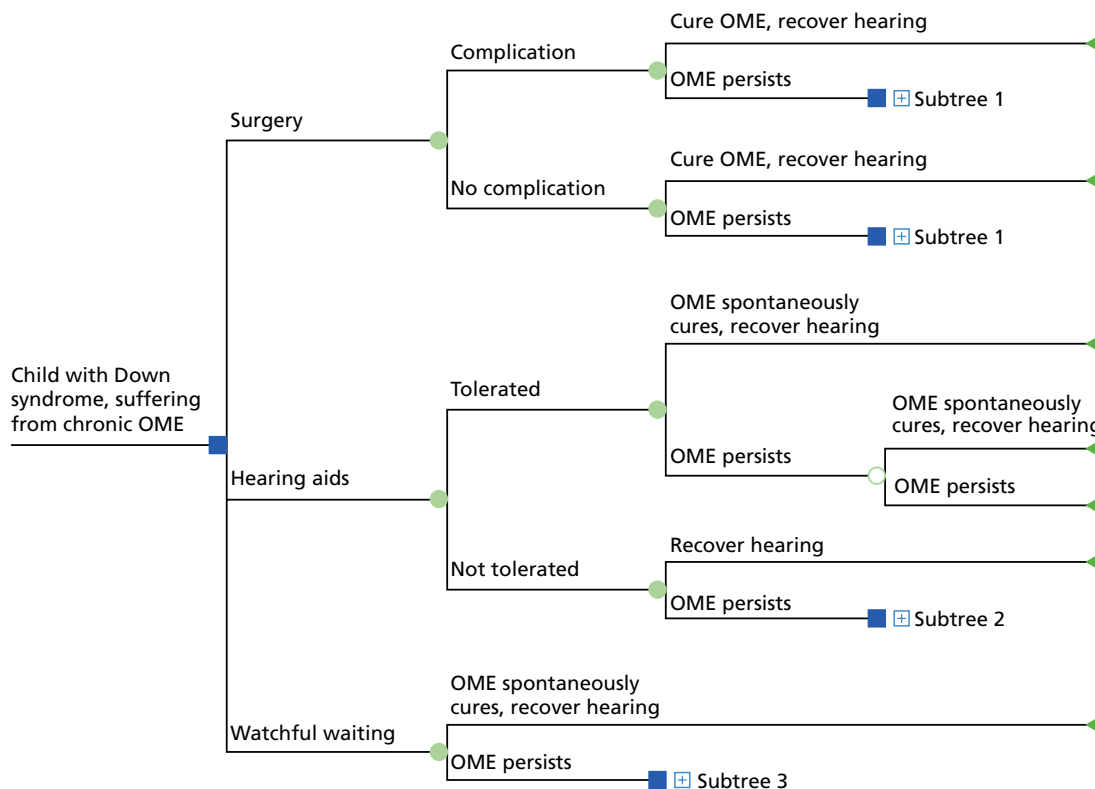 Cure OME, recover hearing
Complication
OME persists
Subtree 1
Surgery
Cure OME, recover hearing
No complication
OME persists
Subtree 1
OME spontaneously
cures, recover hearing
Child with Down
syndrome, suffering
from chronic OME
Tolerated
OME spontaneously
cures, recover hearing
OME persists
OME persists
Hearing aids
Recover hearing
Not tolerated
OME persists
Subtree 2
OME spontaneously
cures, recover hearing
Watchful waiting
OME persists
Subtree 3